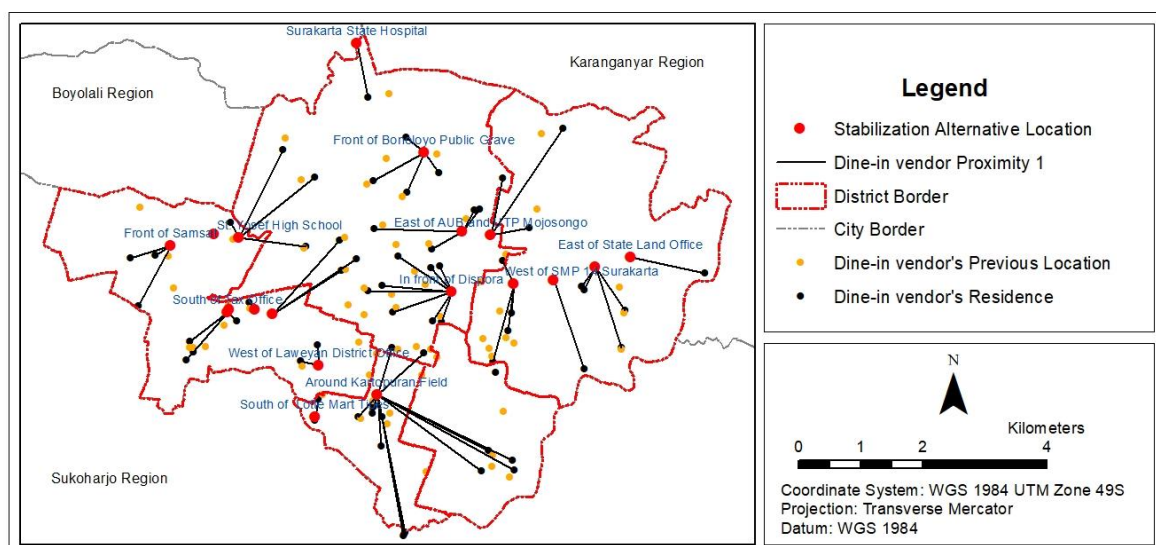 Surakarta State Hospital
Karanganyar Region
Boyolali Region
Front of Bonoloyo Public Grave
St. Yosef High School
East of AUB and
Mojosongo
Front of Samsat
East of State Land Office
In front of Dispora
West of SMP
Surakarta
South of Tax Office
West of Laweyan District Office
Around Kartopuran Field
South of Lotte Mart
Sukoharjo Region
Legend
Stabilization Alternative Location
Dine-in vendor Proximity 1
District Border
City Border
Dine-in vendor's Previous Location
Dine-in vendor's Residence
N
Kilometers
0 1 2 4
Coordinate System: WGS 1984 UTM Zone 49S
Projection: Transverse Mercator
Datum: WGS 1984